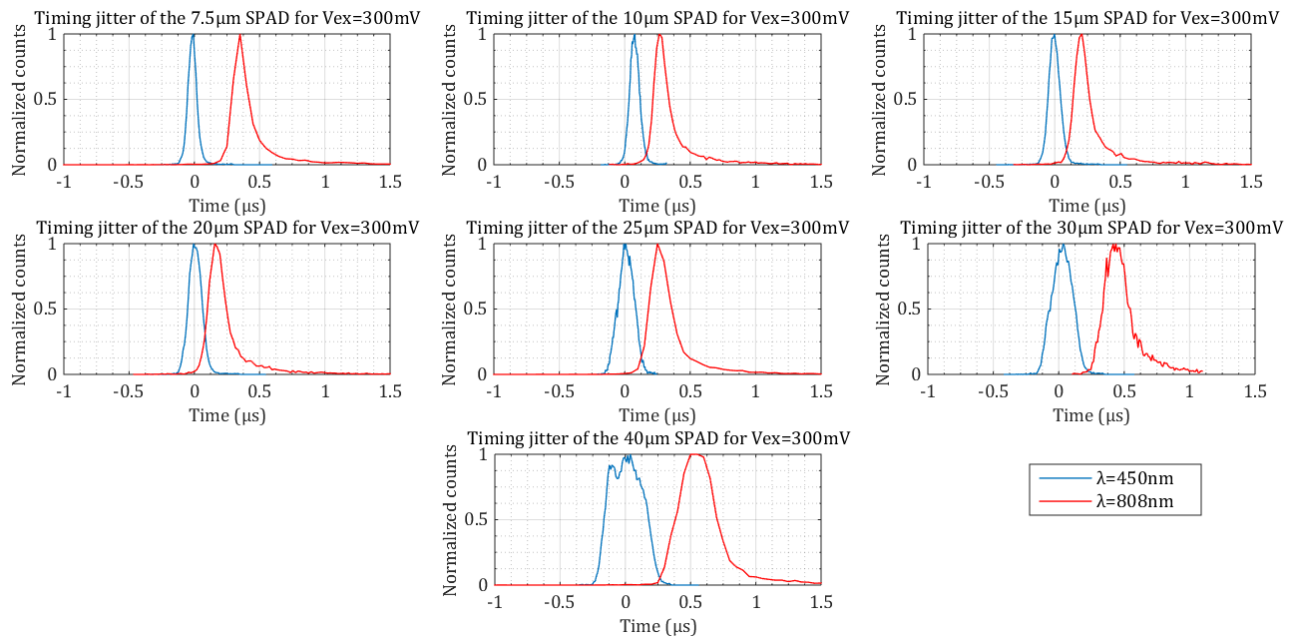 Timing jitter of the 7.5µm SPAD for Vex=300mV
Normalized counts
1
0.5
0
-1 -0.5 0 0.5 1 1.5
Time (µs)
Timing jitter of the 10µm SPAD for Vex=300mV
Normalized counts
1
0.5
0
-1 -0.5 0 0.5 1 1.5
Time (µs)
Timing jitter of the 15µm SPAD for Vex=300mV
Normalized counts
1
0.5
0
-1 -0.5 0 0.5 1 1.5
Time (µs)
Timing jitter of the 20µm SPAD for Vex=300mV
Normalized counts
1
0.5
0
-1 -0.5 0 0.5 1 1.5
Time (µs)
Timing jitter of the 25µm SPAD for Vex=300mV
Normalized counts
1
0.5
0
-1 -0.5 0 0.5 1 1.5
Time (µs)
Timing jitter of the 30µm SPAD for Vex=300mV
Normalized counts
1
0.5
0
-1 -0.5 0 0.5 1 1.5
Time (µs)
Timing jitter of the 40µm SPAD for Vex=300mV
Normalized counts
1
0.5
0
-1 -0.5 0 0.5 1 1.5
Time (µs)
λ=450nm
λ=808nm